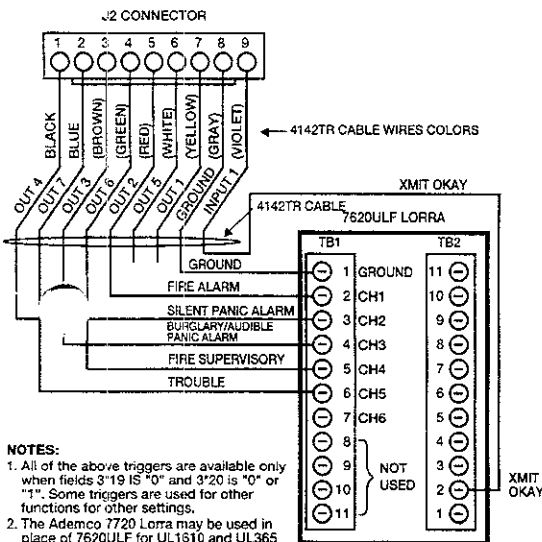 J2 CONNECTOR
1 2 3 4 5 6 7 8 9
BLACK
BLUE
(BROWN)
(GREEN)
(RED)
(WHITE)
(YELLOW)
(GRAY)
(VIOLET)
4142TR CABLE WIRES COLORS
OUT 4
OUT 7
OUT 3
OUT 6
OUT 2
OUT 5
OUT 1
GROUND
INPUT 1
XMIT OKAY
4142TR CABLE
7620ULF LORRA
TB1 TB2
GROUND
FIRE ALARM
SILENT PANIC ALARM
BURGLARY/AUDIBLE
PANIC ALARM
FIRE SUPERVISORY
TROUBLE
1 GROUND 11
2 CH1 10
3 CH2 9
4 CH3 8
5 CH4 7
6 CH5 6
7 CH6 5
8 4
9 3
10 2
11 1
NOT
USED
XMIT
OKAY
NOTES:
1. All of the above triggers are available only
when fields 3*19 IS "0" and 3*20 is "0" or
"1". Some triggers are used for other
functions for other settings.
2. The Ademco 7720 Lorra may be used in
place of 7620ULF for UL1610 and UL365